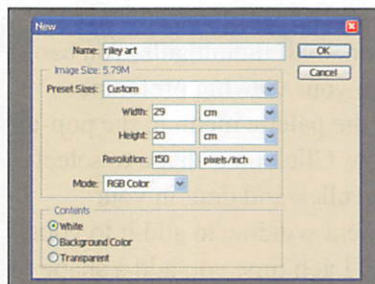 New
Name: riley art
OK
Image Size: 5.79M
Cancel
Preset Sizes: Custom
Width: 29 cm
Height: 20 cm
Resolution: 150 pixels/inch
Mode: RGB Color
Contents
White
Background Color
Transparent